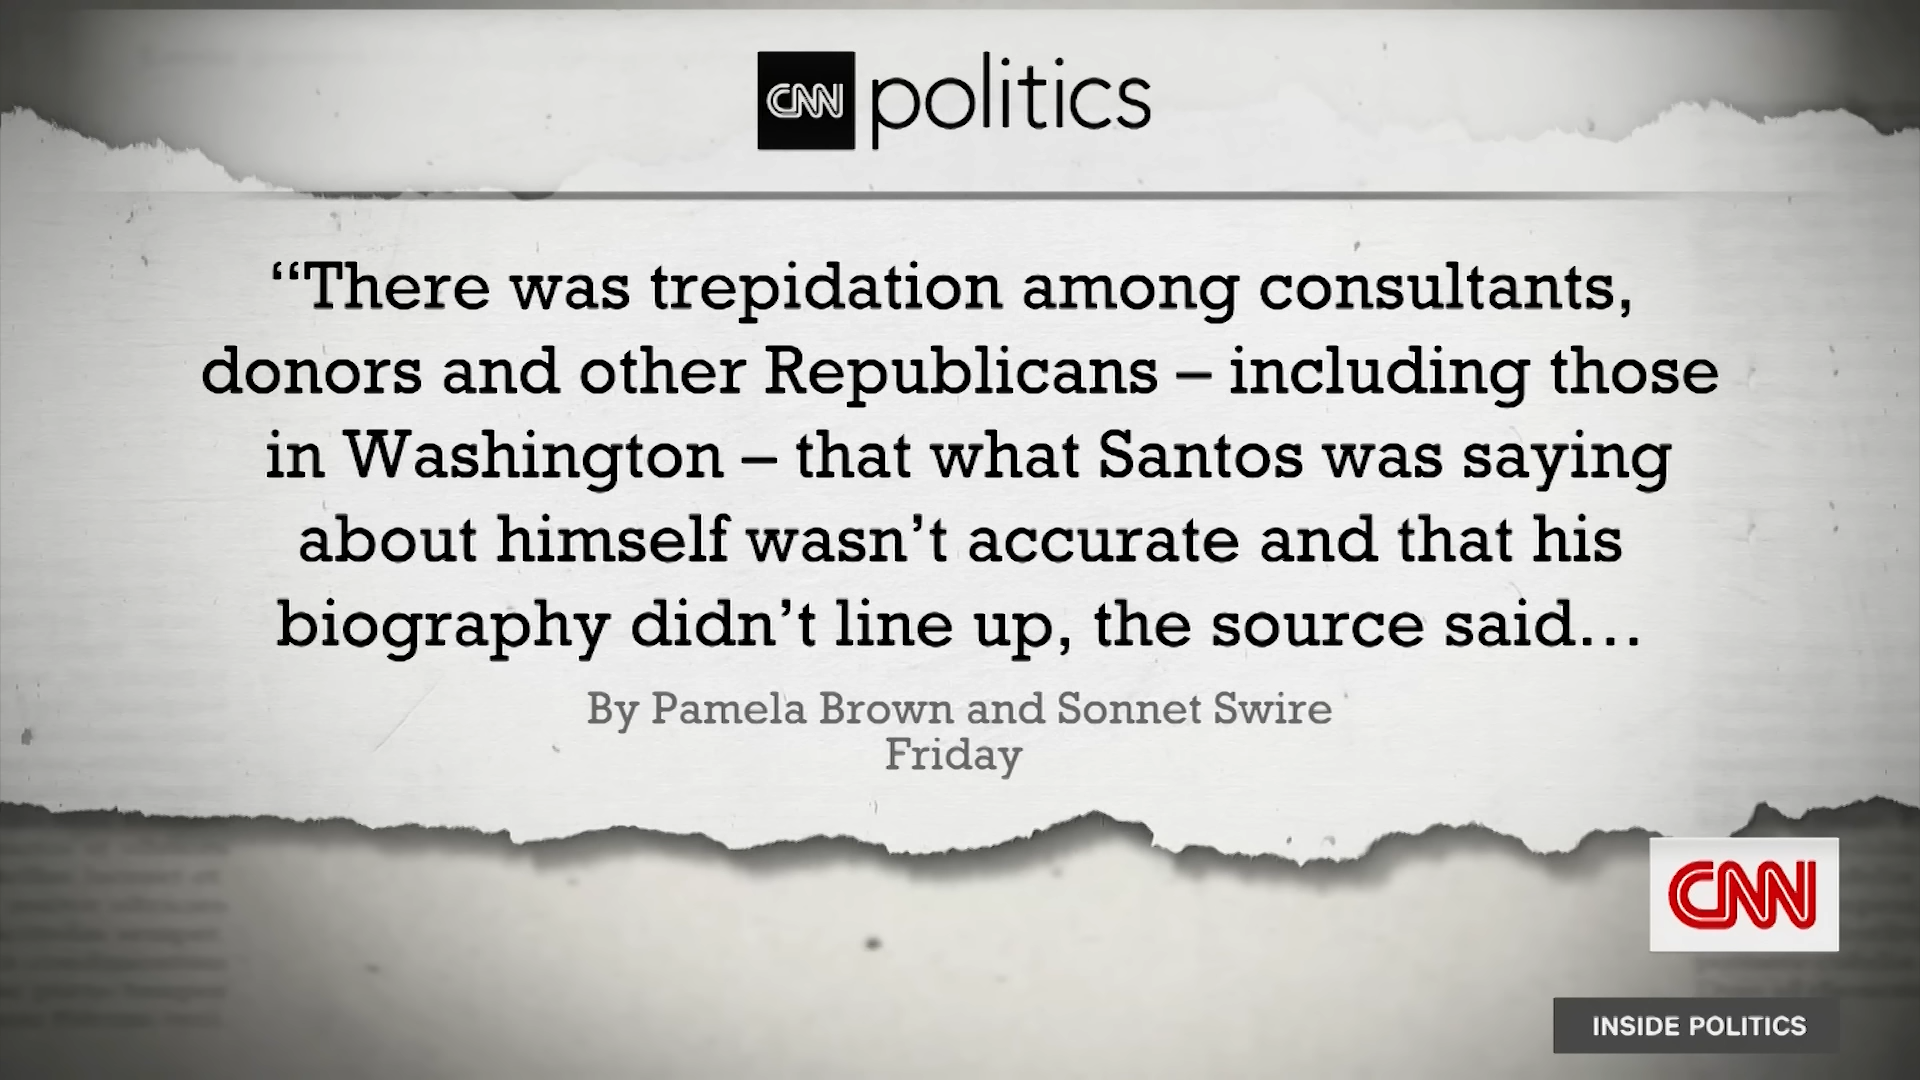 CNN politics
“There was trepidation among consultants,
donors and other Republicans – including those
in Washington – that what Santos was saying
about himself wasn’t accurate and that his
biography didn’t line up, the source said...
By Pamela Brown and Sonnet Swire
Friday
CNN
INSIDE POLITICS